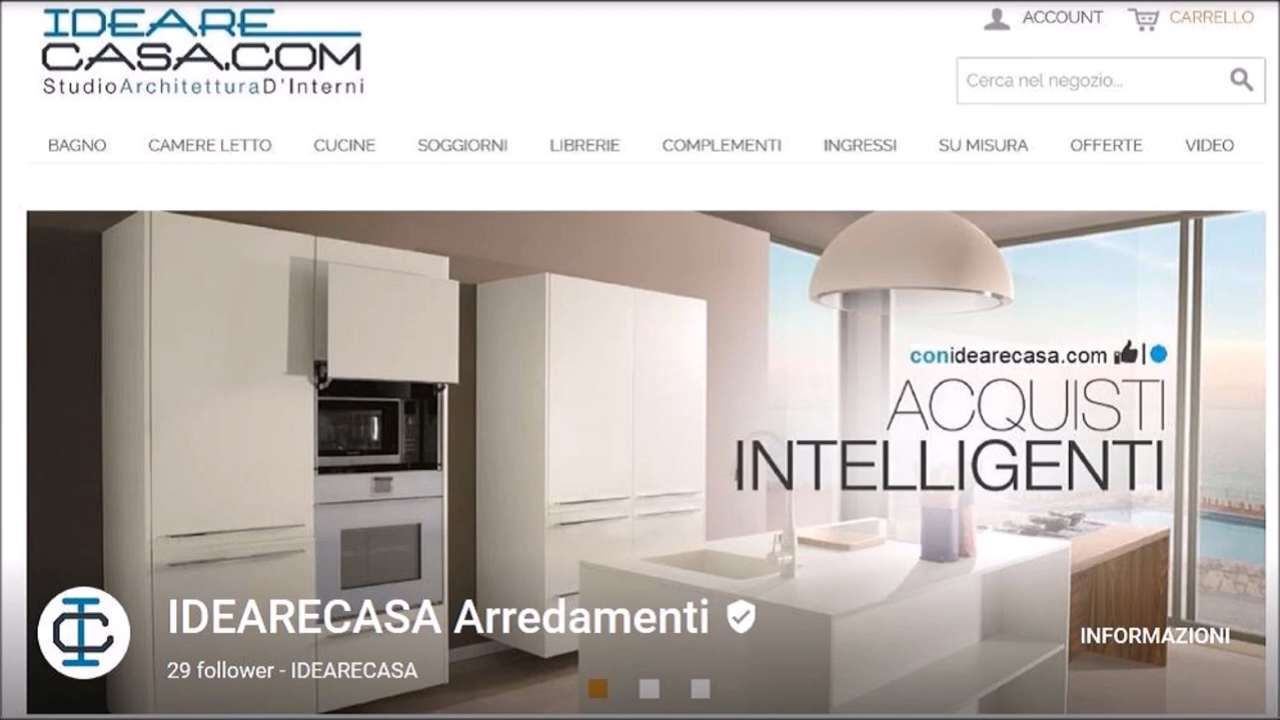 IDEARE
CASA.COM
StudioArchitetturaD'Interni
ACCOUNT CARRELLO
Cerca nel negozio...
BAGNO CAMERE LETTO CUCINE SOGGIORNI LIBRERIE COMPLEMENTI INGRESSI SU MISURA OFFERTE VIDEO
conidearecasa.com
ACQUISTI
INTELLIGENTI
IDEARECASA Arredamenti
29 follower - IDEARECASA
INFORMAZIONI
IC